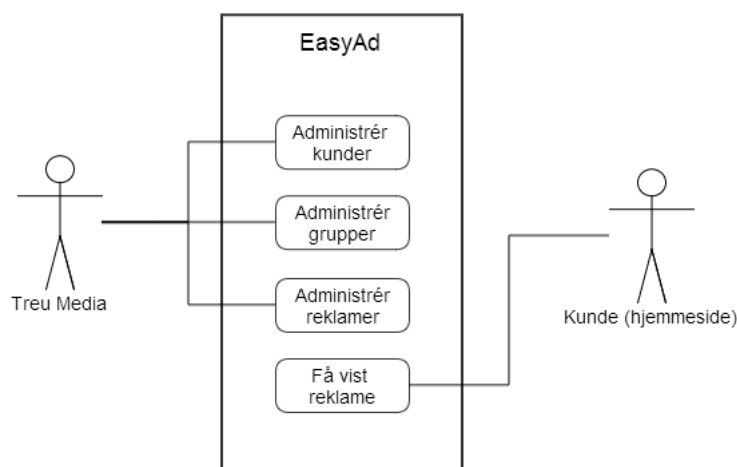 EasyAd
Administrér
kunder
Administrér
grupper
Treu Media
Administrér
reklamer
Kunde (hjemmeside)
Få vist
reklame